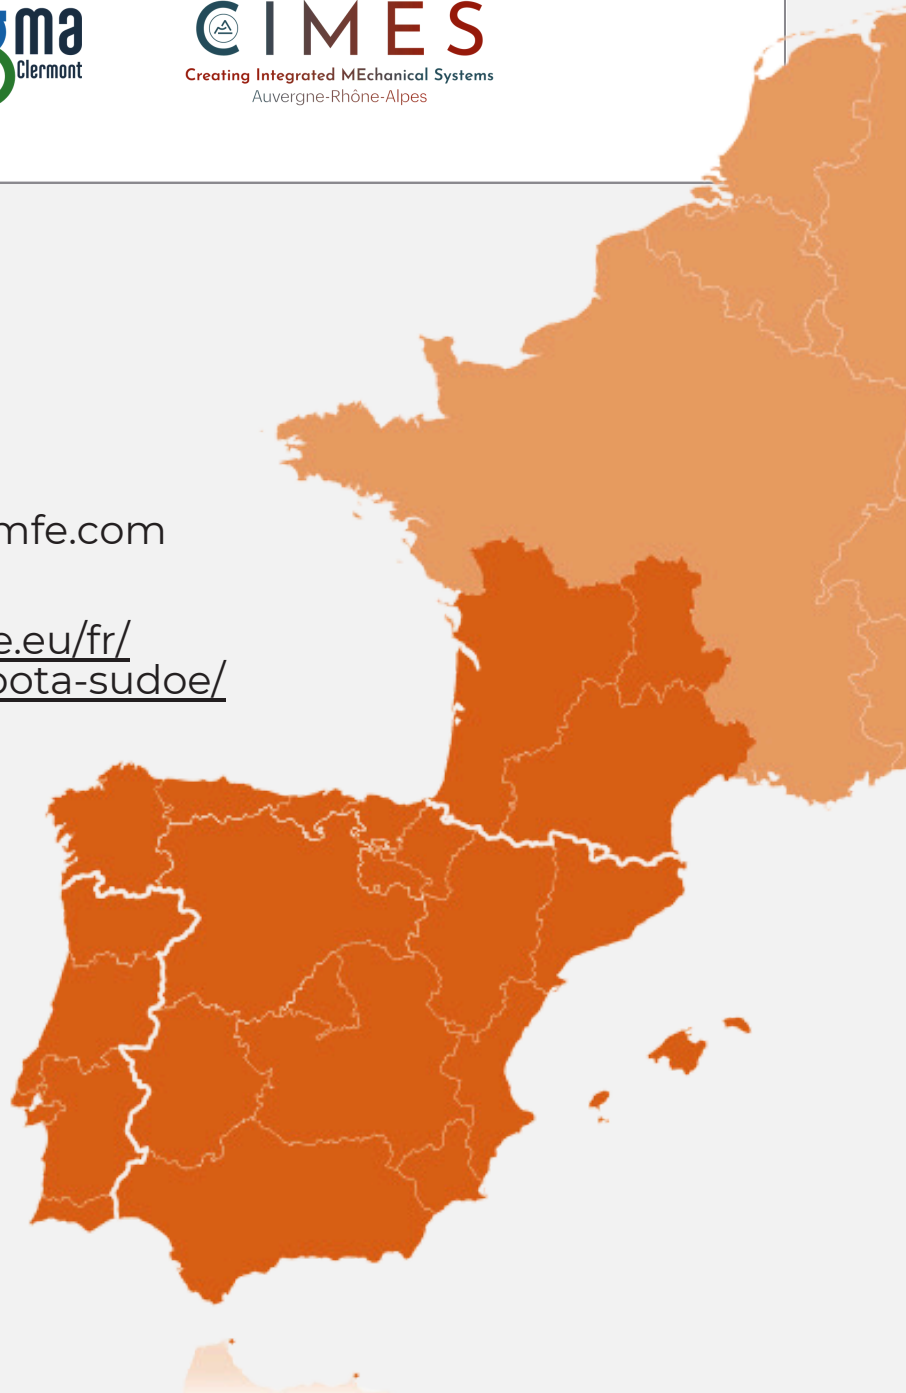 ma
Clermont
CIMES
Creating Integrated MEchanical Systems
Auvergne-Rhône-Alpes
mfe.com
e.eu/fr/
ota-sudoe/